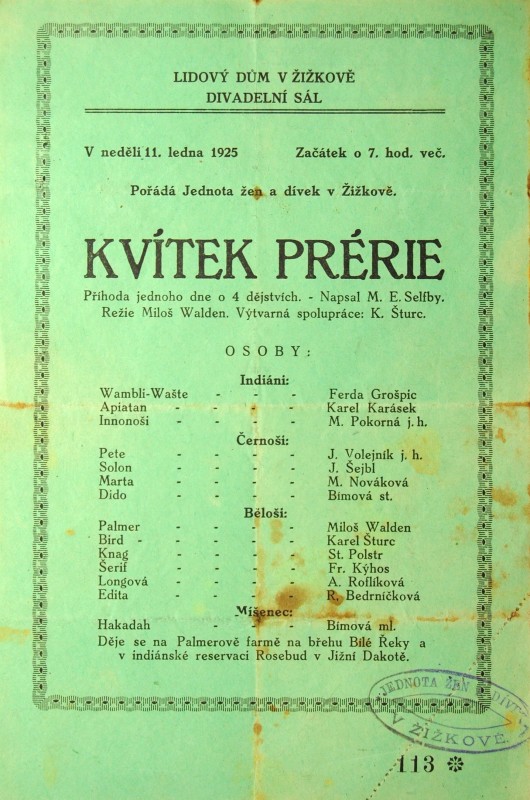 LIDOVÝ DŮM V ŽIŽKOVĚ
DIVADELNÍ SÁL
V neděli 11. ledna 1925 Začátek o 7. hod. več.
Pořádá Jednota žen a dívek v Žižkově.
KVÍTEK PRÉRIE
Příhoda jednoho dne o 4 dějstvích. - Napsal M. E. Selfby.
Režie Miloš Walden. Výtvarná spolupráce: K. Šturc.
OSOBY:
Indiáni:
Wambli-Wašte - - - Ferda Grošpic
Apiatan - - - - Karel Karásek
Innonoši - - - - M. Pokorná j. h.
Černoši:
Pete - - - - J. Volejník j. h.
Solon - - - - J. Šejbl
Marta - - - - M. Nováková
Dido - - - - Bímová st.
Běloši:
Palmer - - - - Miloš Walden
Bird - - - - - Karel Šturc
Knag - - - - St. Polstr
Šerif - - - - Fr. Kýhos
Longová - - - - A. Roflíková
Edita - - - - R. Bedrníčková
Míšenec:
Hakadah - - - Bímová ml.
Děje se na Palmerově farmě na břehu Bílé Řeky a
v indiánské reservaci Rosebud v Jižní Dakotě.
JEDNOTA ŽEN A DÍVEK
V ŽIŽKOVĚ
113 ❋